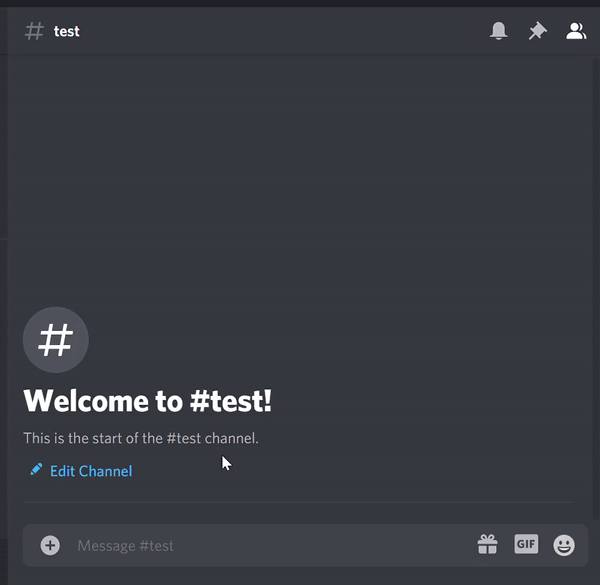 # test
#
Welcome to #test!
This is the start of the #test channel.
Edit Channel
Message #test
GIF